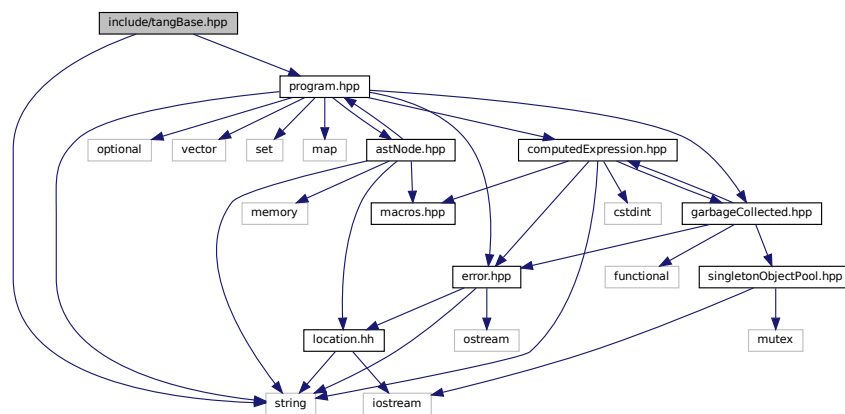 include/tangBase.hpp
program.hpp
optional
vector
set
map
astNode.hpp
computedExpression.hpp
memory
macros.hpp
cstdint
garbageCollected.hpp
error.hpp
functional
singletonObjectPool.hpp
location.hh
ostream
mutex
string
iostream